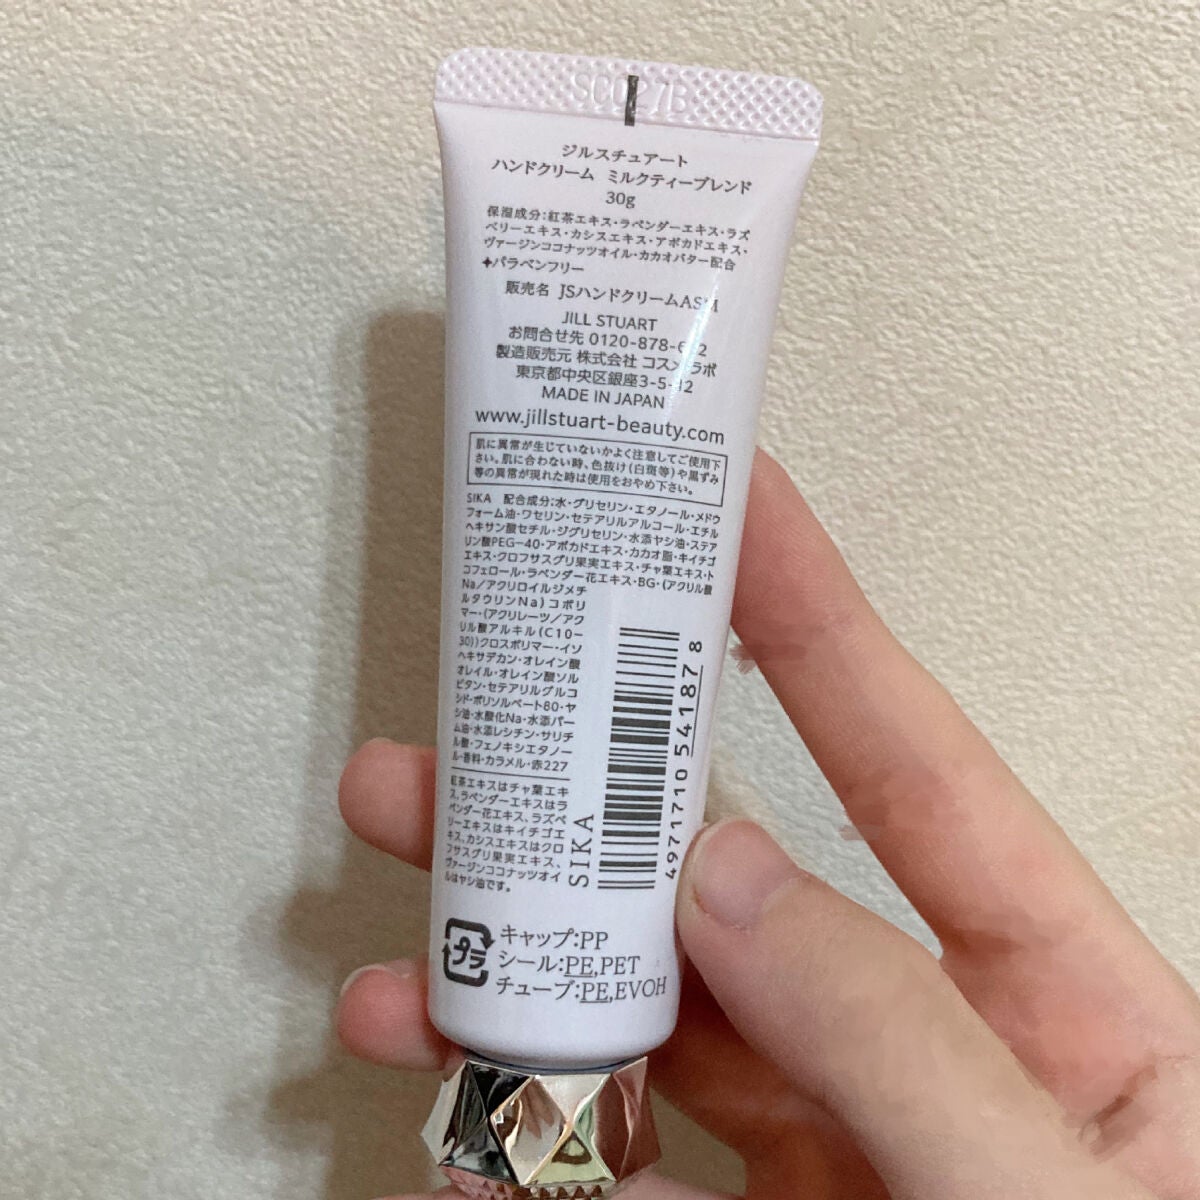 SC027B
ジルスチュアート
ハンドクリーム ミルクティーブレンド
30g
保湿成分:紅茶エキス・ラベンダーエキス・ラズ
ベリーエキス・カシスエキス・アボカドエキス・
ヴァージンココナッツオイル・カカオバター配合
✦パラベンフリー
販売名 JSハンドクリームASM
JILL STUART
お問合せ先 0120-878-
製造販売元 株式会社 コスメラボ
東京都中央区銀座3-5-
MADE IN JAPAN
www.jillstuart-beauty.com
肌に異常が生じていないかよく注意してご使用下
さい。肌に合わない時、色抜け(白斑等)や黒ずみ
等の異常が現れた時は使用をおやめ下さい。
SIKA 配合成分:水・グリセリン・エタノール・メドウ
フォーム油・ワセリン・セテアリルアルコール・エチル
ヘキサン酸セチル・ジグリセリン・水添ヤシ油・ステア
リン酸PEG-40・アボカドエキス・カカオ脂・キイチゴ
エキス・クロフサスグリ果実エキス・チャ葉エキス・ト
コフェロール・ラベンダー花エキス・BG・(アクリル酸
Na/アクリロイルジメチ
ルタウリンNa)コポリ
マー・(アクリレーツ/アク
リル酸アルキル(C10-
30))クロスポリマー・イソ
ヘキサデカン・オレイン酸
オレイル・オレイン酸ソル
ビタン・セテアリルグルコ
シド・ポリソルベート80・ヤ
シ油・水酸化Na・水添パー
ム油・水添レシチン・サリチ
ル酸・フェノキシエタノー
ル・香料・カラメル・赤227
紅茶エキスはチャ葉エキ
ス、ラベンダーエキスはラ
ベンダー花エキス、ラズベ
リーエキスはキイチゴエ
キス、カシスエキスはクロ
フサスグリ果実エキス、
ヴァージンココナッツオイ
ルはヤシ油です。
SIKA
4971710541878
プラ
キャップ:PP
シール:PE,PET
チューブ:PE,EVOH